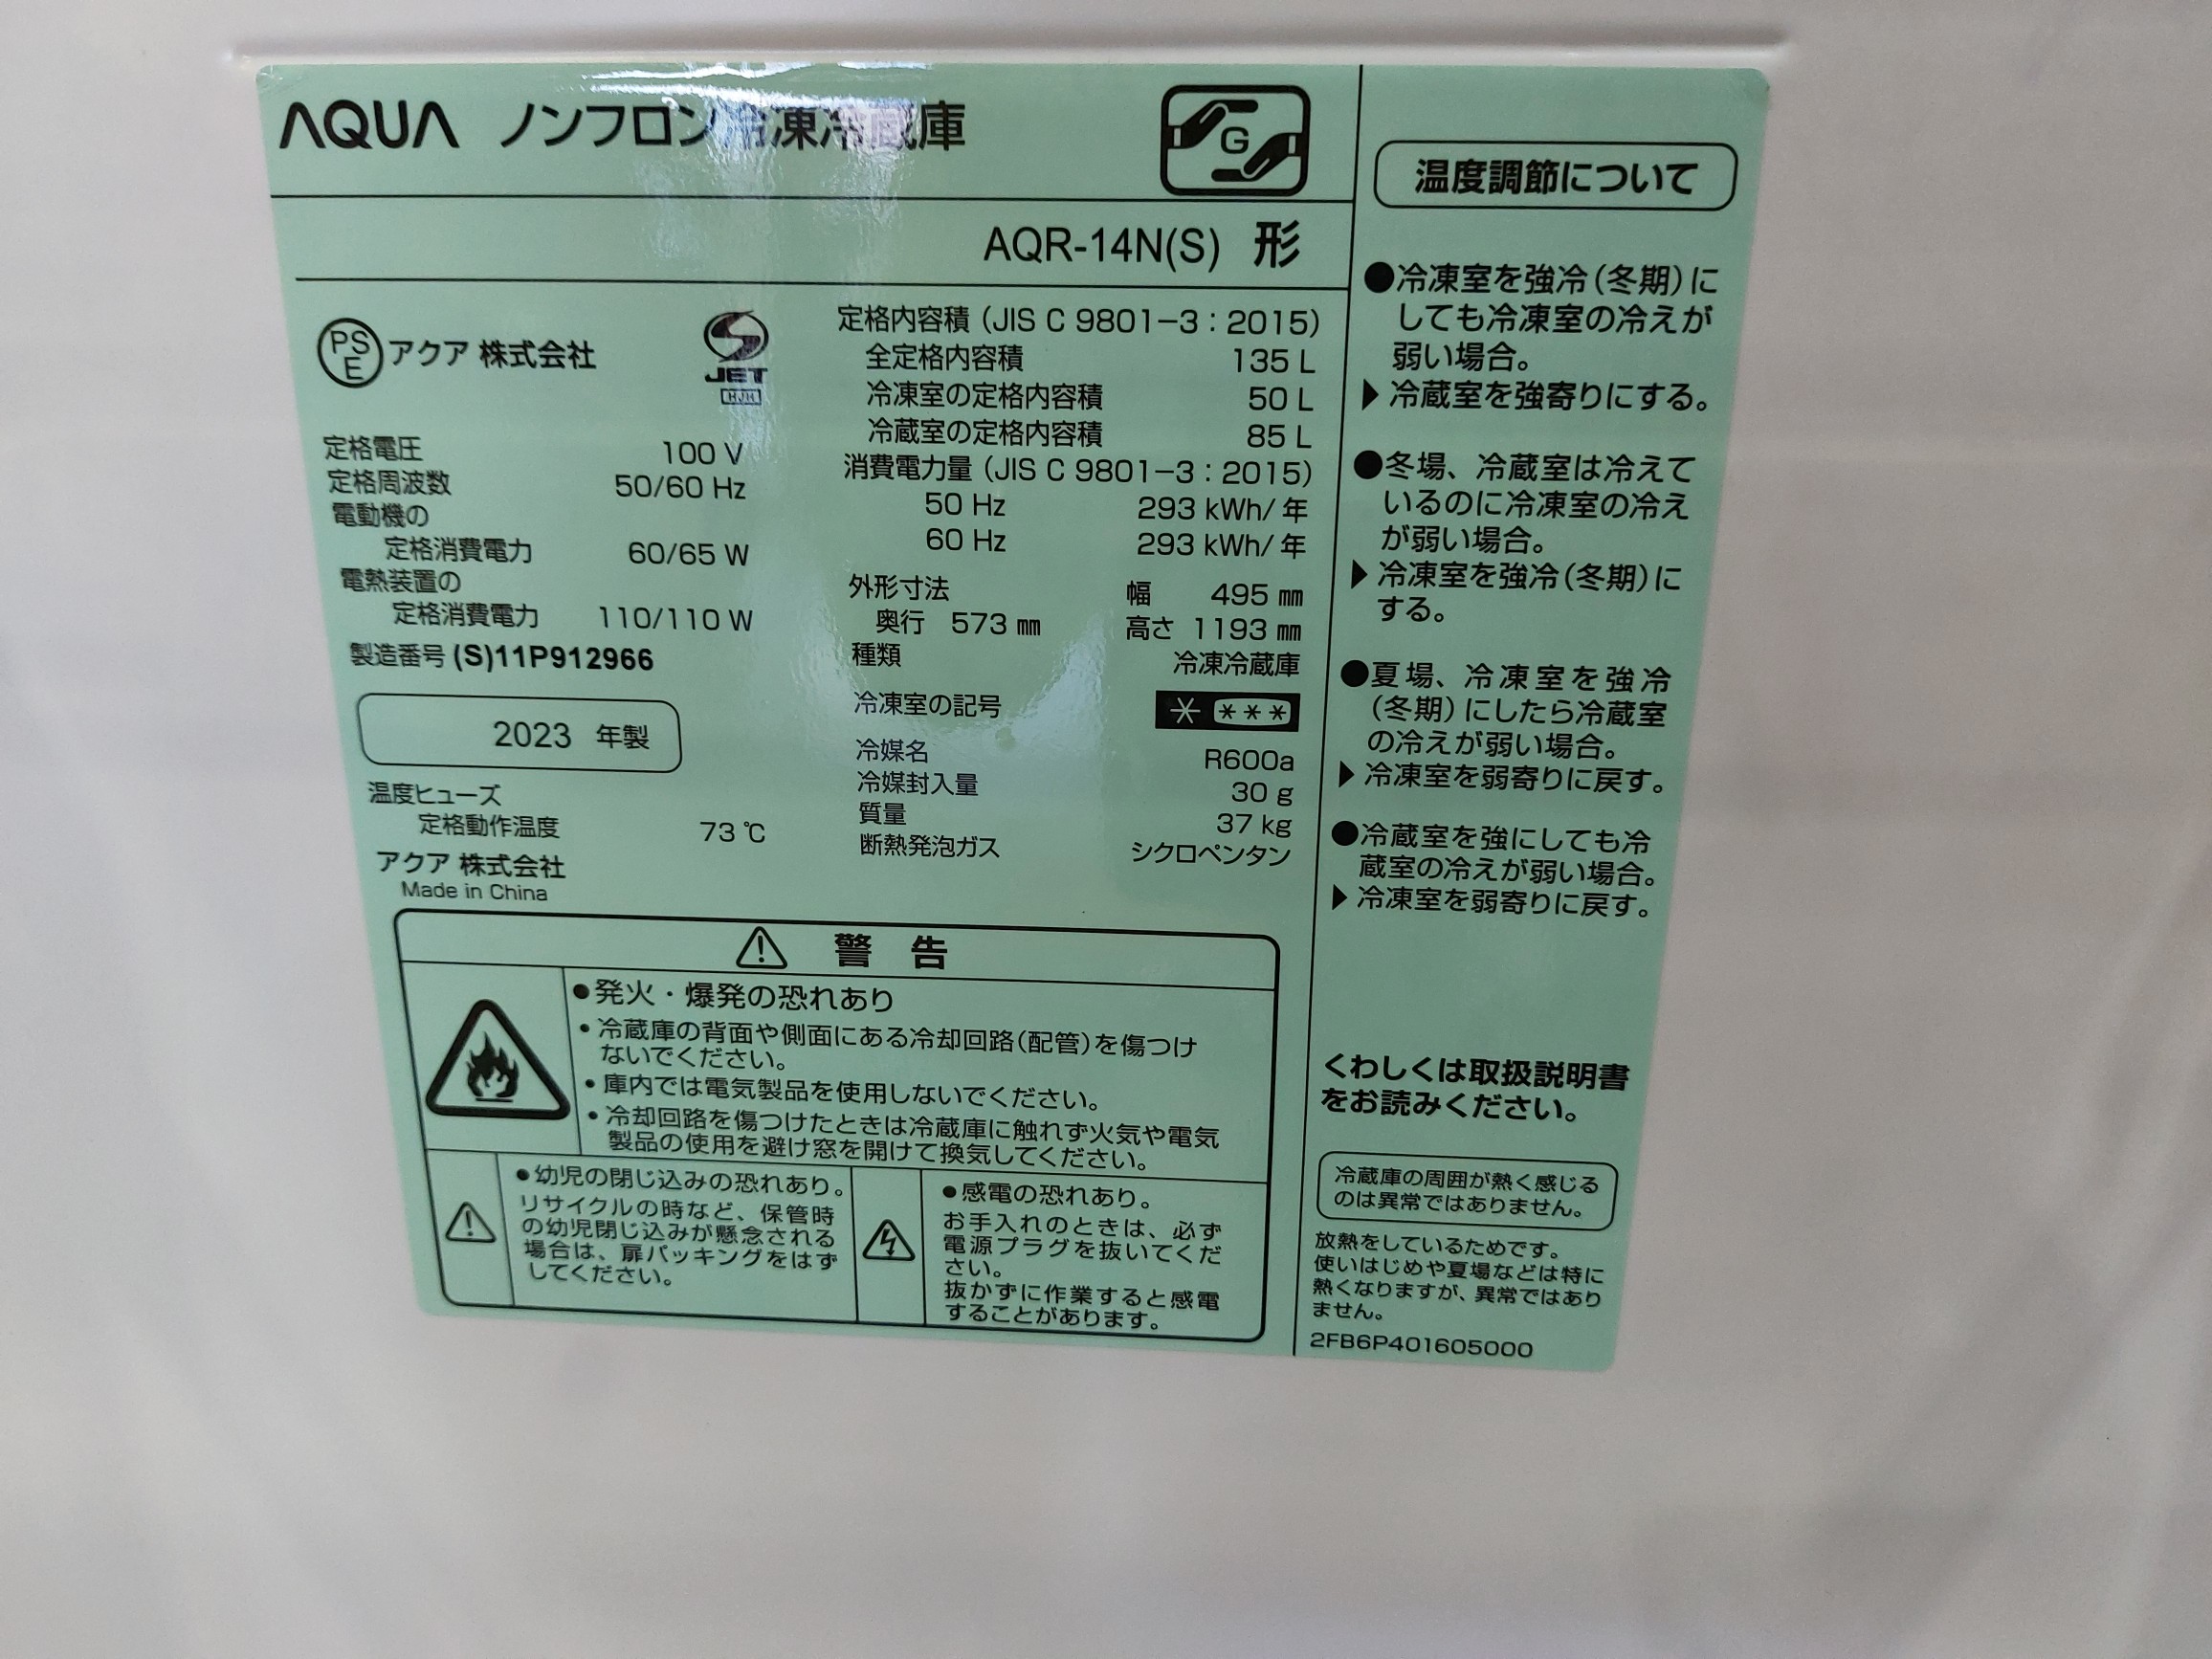 AQUA ノンフロン冷凍冷蔵庫
G
AQR-14N(S) 形
PSE アクア 株式会社
S
JET
HJH
定格電圧 100 V
定格周波数 50/60 Hz
電動機の
定格消費電力 60/65 W
電熱装置の
定格消費電力 110/110 W
製造番号 (S)11P912966
2023 年製
温度ヒューズ
定格動作温度 73 ℃
アクア 株式会社
Made in China
定格内容積 (JIS C 9801-3 : 2015)
全定格内容積 135 L
冷凍室の定格内容積 50 L
冷蔵室の定格内容積 85 L
消費電力量 (JIS C 9801-3 : 2015)
50 Hz 293 kWh/年
60 Hz 293 kWh/年
外形寸法 幅 495 ㎜
奥行 573 ㎜ 高さ 1193 ㎜
種類 冷凍冷蔵庫
冷凍室の記号 * ***
冷媒名 R600a
冷媒封入量 30 g
質量 37 kg
断熱発泡ガス シクロペンタン
警 告
●発火・爆発の恐れあり
・冷蔵庫の背面や側面にある冷却回路(配管)を傷つけ
ないでください。
・庫内では電気製品を使用しないでください。
・冷却回路を傷つけたときは冷蔵庫に触れず火気や電気
製品の使用を避け窓を開けて換気してください。
●幼児の閉じ込みの恐れあり。
リサイクルの時など、保管時
の幼児閉じ込みが懸念される
場合は、扉パッキングをはず
してください。
●感電の恐れあり。
お手入れのときは、必ず
電源プラグを抜いてくだ
さい。
抜かずに作業すると感電
することがあります。
温度調節について
●冷凍室を強冷(冬期)に
しても冷凍室の冷えが
弱い場合。
▶冷蔵室を強寄りにする。
●冬場、冷蔵室は冷えて
いるのに冷凍室の冷え
が弱い場合。
▶冷凍室を強冷(冬期)に
する。
●夏場、冷凍室を強冷
(冬期)にしたら冷蔵室
の冷えが弱い場合。
▶冷凍室を弱寄りに戻す。
●冷蔵室を強にしても冷
蔵室の冷えが弱い場合。
▶冷凍室を弱寄りに戻す。
くわしくは取扱説明書
をお読みください。
冷蔵庫の周囲が熱く感じる
のは異常ではありません。
放熱をしているためです。
使いはじめや夏場などは特に
熱くなりますが、異常ではあり
ません。
2FB6P401605000